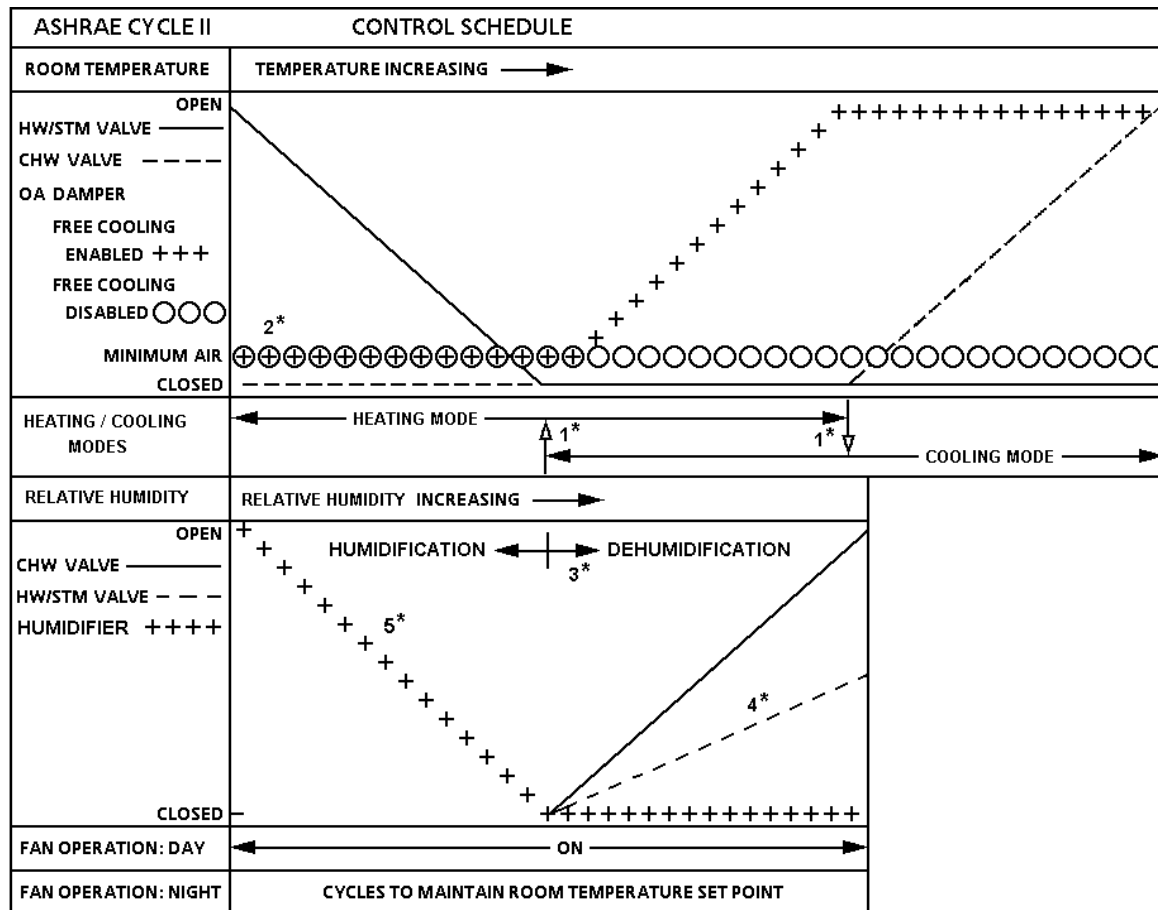 ASHRAE CYCLE II CONTROL SCHEDULE
ROOM TEMPERATURE TEMPERATURE INCREASING
OPEN
HW/STM VALVE
CHW VALVE
OA DAMPER
FREE COOLING
ENABLED +++
FREE COOLING
DISABLED
2*
MINIMUM AIR
CLOSED
HEATING / COOLING
MODES
HEATING MODE
1*
1*
COOLING MODE
RELATIVE HUMIDITY RELATIVE HUMIDITY INCREASING
OPEN
HUMIDIFICATION DEHUMIDIFICATION
3*
CHW VALVE
HW/STM VALVE
HUMIDIFIER ++++
5*
4*
CLOSED
FAN OPERATION: DAY ON
FAN OPERATION: NIGHT CYCLES TO MAINTAIN ROOM TEMPERATURE SET POINT